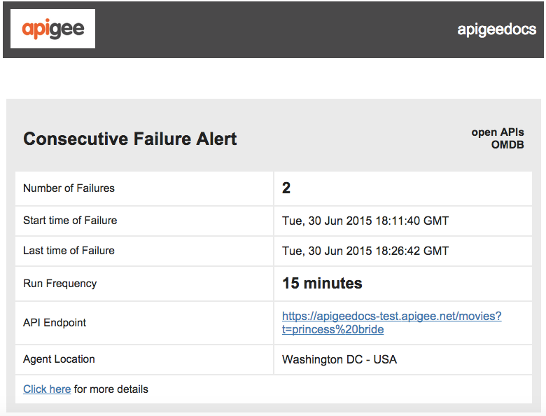 apigee
apigeedocs
Consecutive Failure Alert
open APIs
OMDB
Number of Failures 2
Start time of Failure Tue, 30 Jun 2015 18:11:40 GMT
Last time of Failure Tue, 30 Jun 2015 18:26:42 GMT
Run Frequency 15 minutes
API Endpoint https://apigeedocs-test.apigee.net/movies?
t=princess%20bride
Agent Location Washington DC - USA
Click here for more details